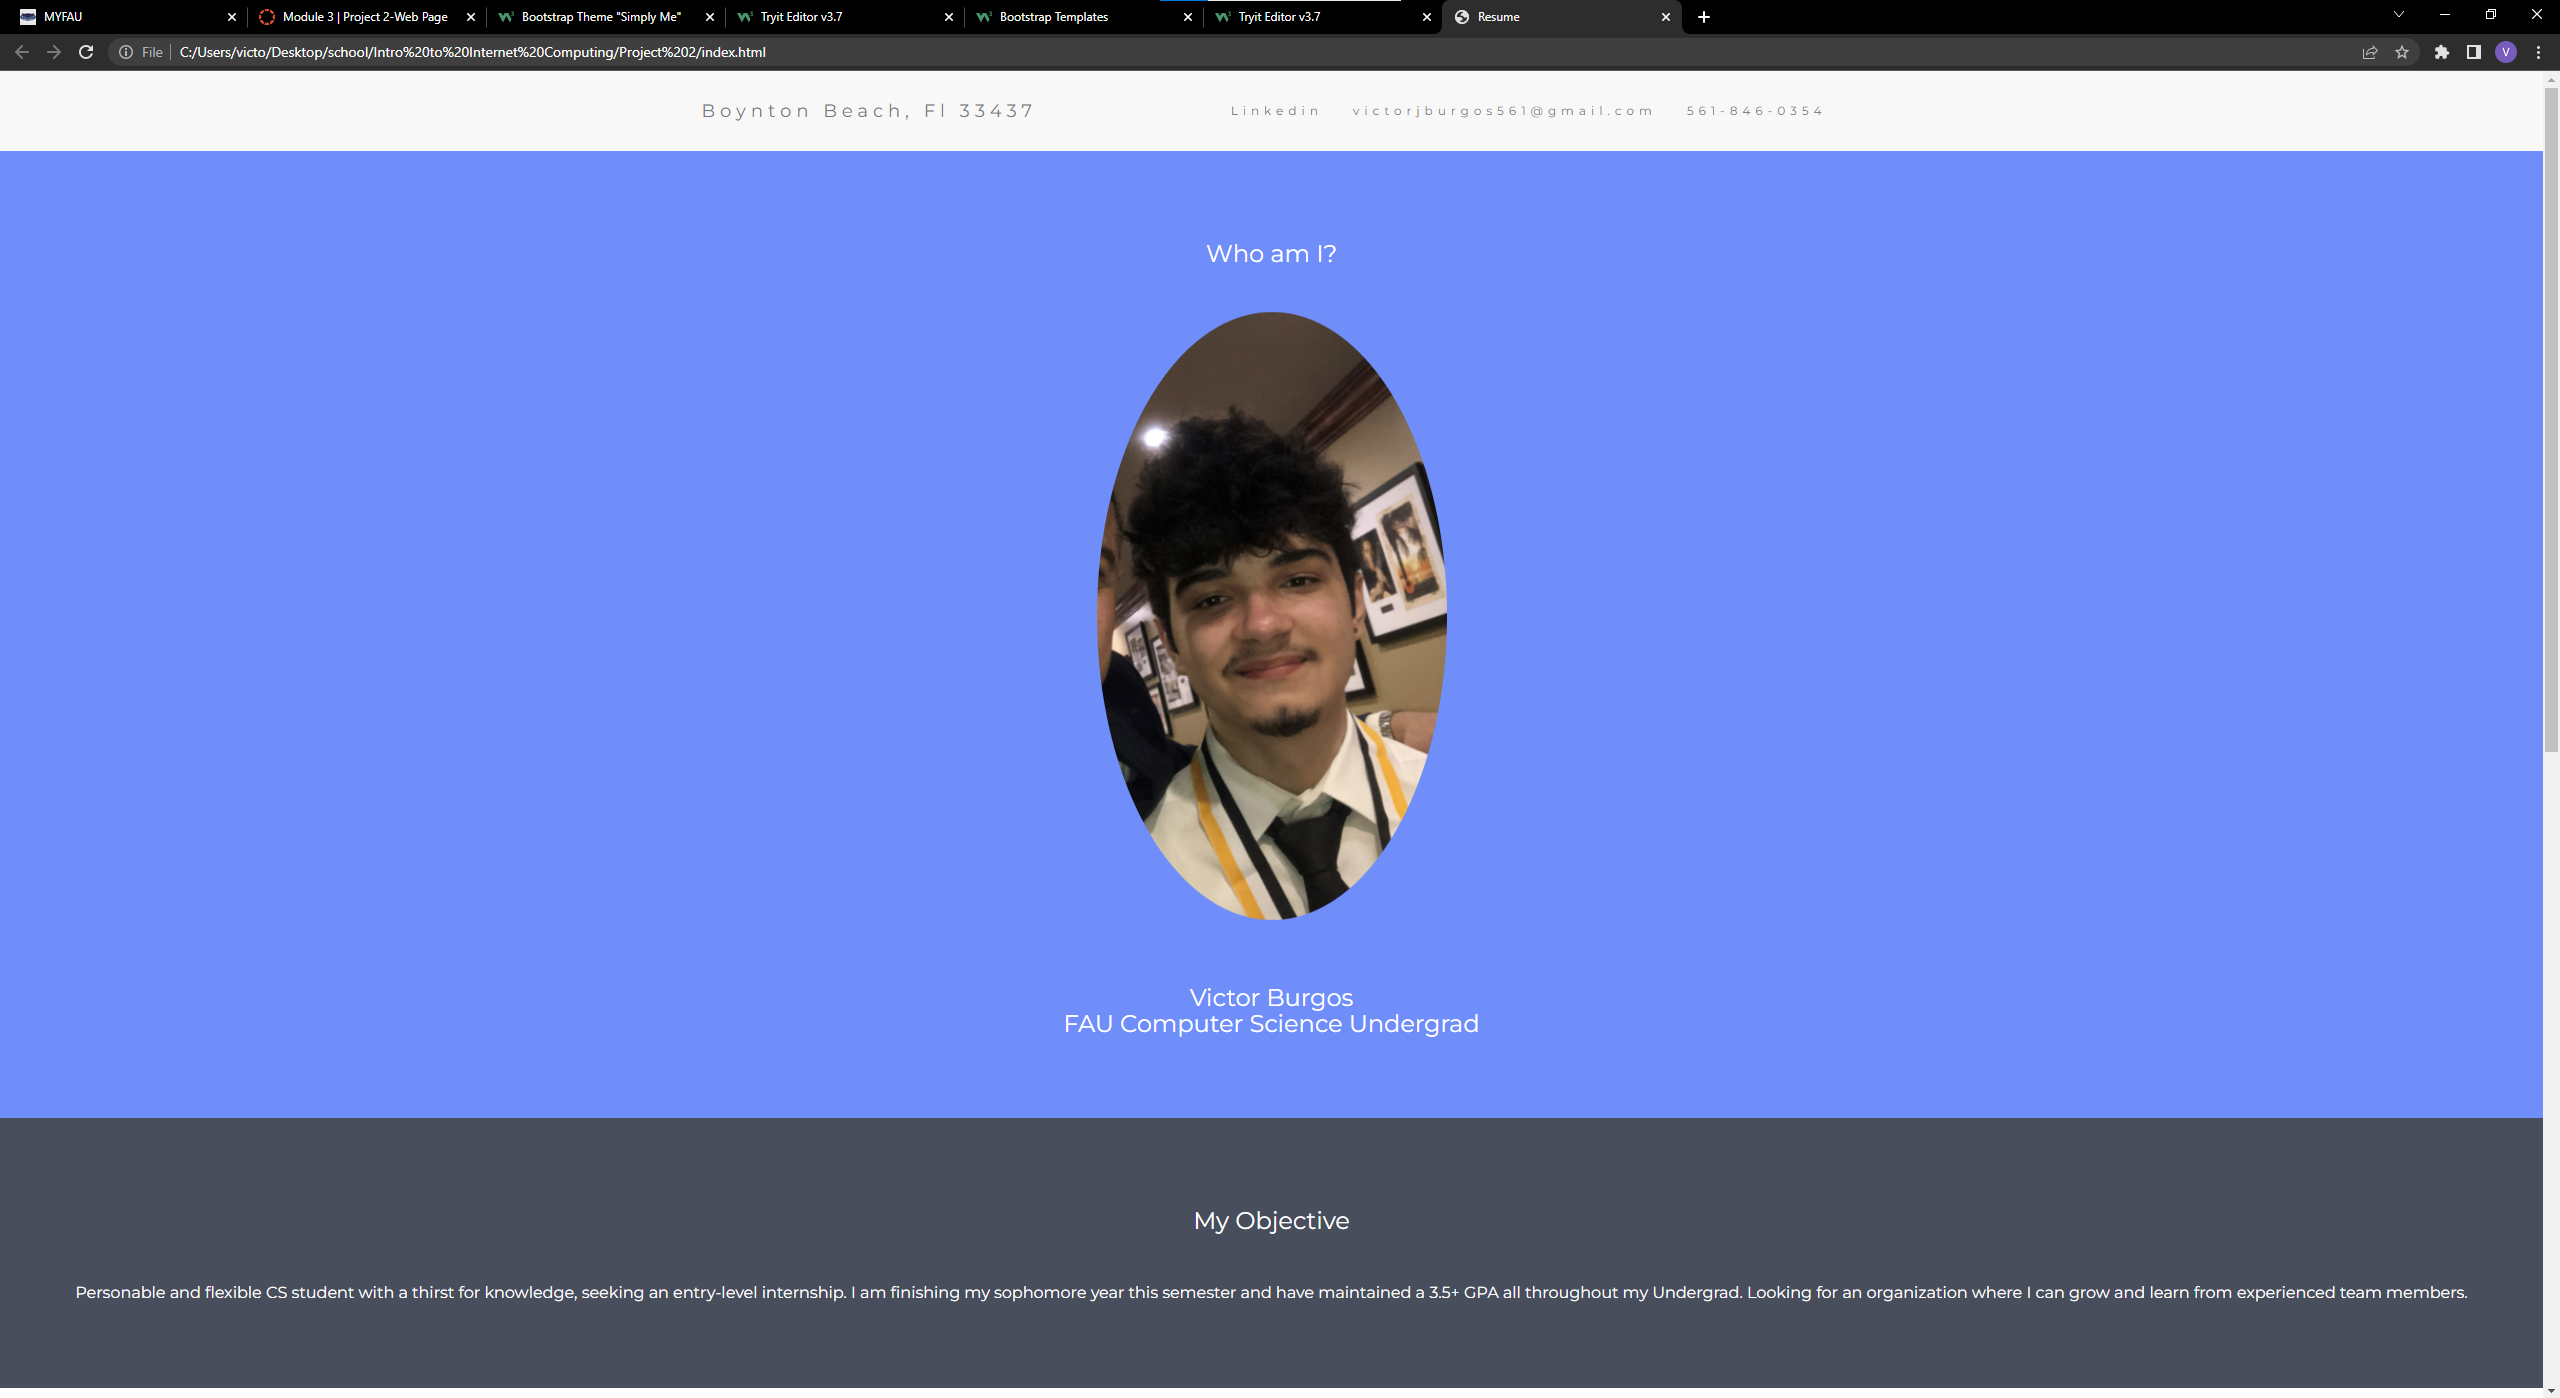 MYFAU
Module 3 | Project 2-Web Page
Bootstrap Theme "Simply Me"
Tryit Editor v3.7
Bootstrap Templates
Tryit Editor v3.7
Resume
File
C:/Users/victo/Desktop/school/Intro%20to%20Internet%20Computing/Project%202/index.html
V
Boynton Beach, Fl 33437
Linkedin victorjburgos561@gmail.com 561-846-0354
Who am I?
Victor Burgos
FAU Computer Science Undergrad
My Objective
Personable and flexible CS student with a thirst for knowledge, seeking an entry-level internship. I am finishing my sophomore year this semester and have maintained a 3.5+ GPA all throughout my Undergrad. Looking for an organization where I can grow and learn from experienced team members.